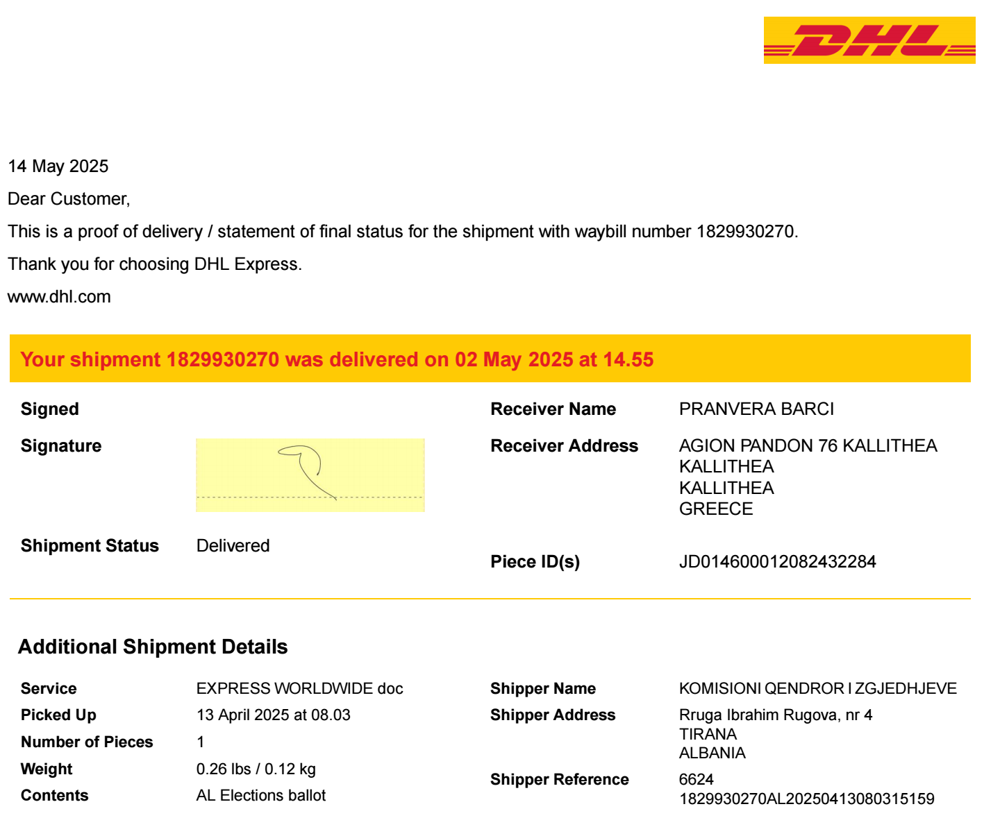 DHL
14 May 2025
Dear Customer,
This is a proof of delivery / statement of final status for the shipment with waybill number 1829930270.
Thank you for choosing DHL Express.
www.dhl.com
Your shipment 1829930270 was delivered on 02 May 2025 at 14.55
Signed
Receiver Name PRANVERA BARCI
Signature
Receiver Address AGION PANDON 76 KALLITHEA
KALLITHEA
KALLITHEA
GREECE
Shipment Status Delivered
Piece ID(s) JD014600012082432284
Additional Shipment Details
Service EXPRESS WORLDWIDE doc
Picked Up 13 April 2025 at 08.03
Number of Pieces 1
Weight 0.26 lbs / 0.12 kg
Contents AL Elections ballot
Shipper Name KOMISIONI QENDROR I ZGJEDHJEVE
Shipper Address Rruga Ibrahim Rugova, nr 4
TIRANA
ALBANIA
Shipper Reference 6624
1829930270AL20250413080315159